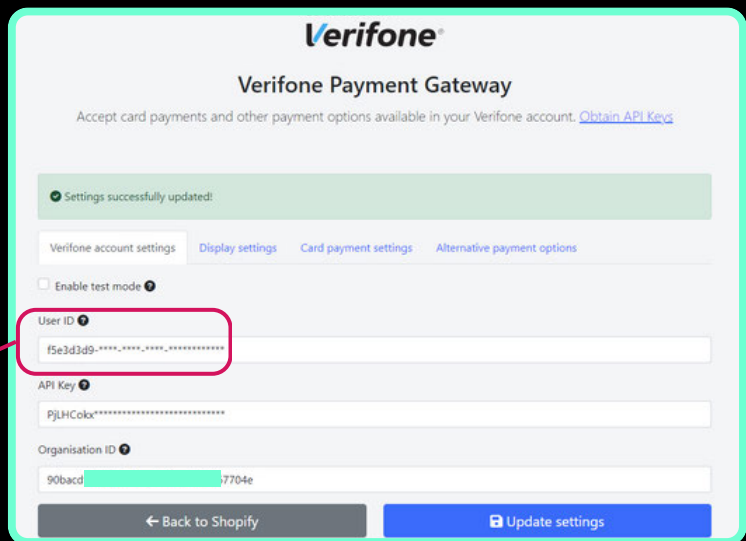 Verifone
Verifone Payment Gateway
Accept card payments and other payment options available in your Verifone account. Obtain API Keys
Settings successfully updated!
Verifone account settings Display settings Card payment settings Alternative payment options
Enable test mode
User ID
f5e3d3d9-****-****-****-************
API Key
PjLHCokx****************************
Organisation ID
90bacd 7704e
← Back to Shopify Update settings